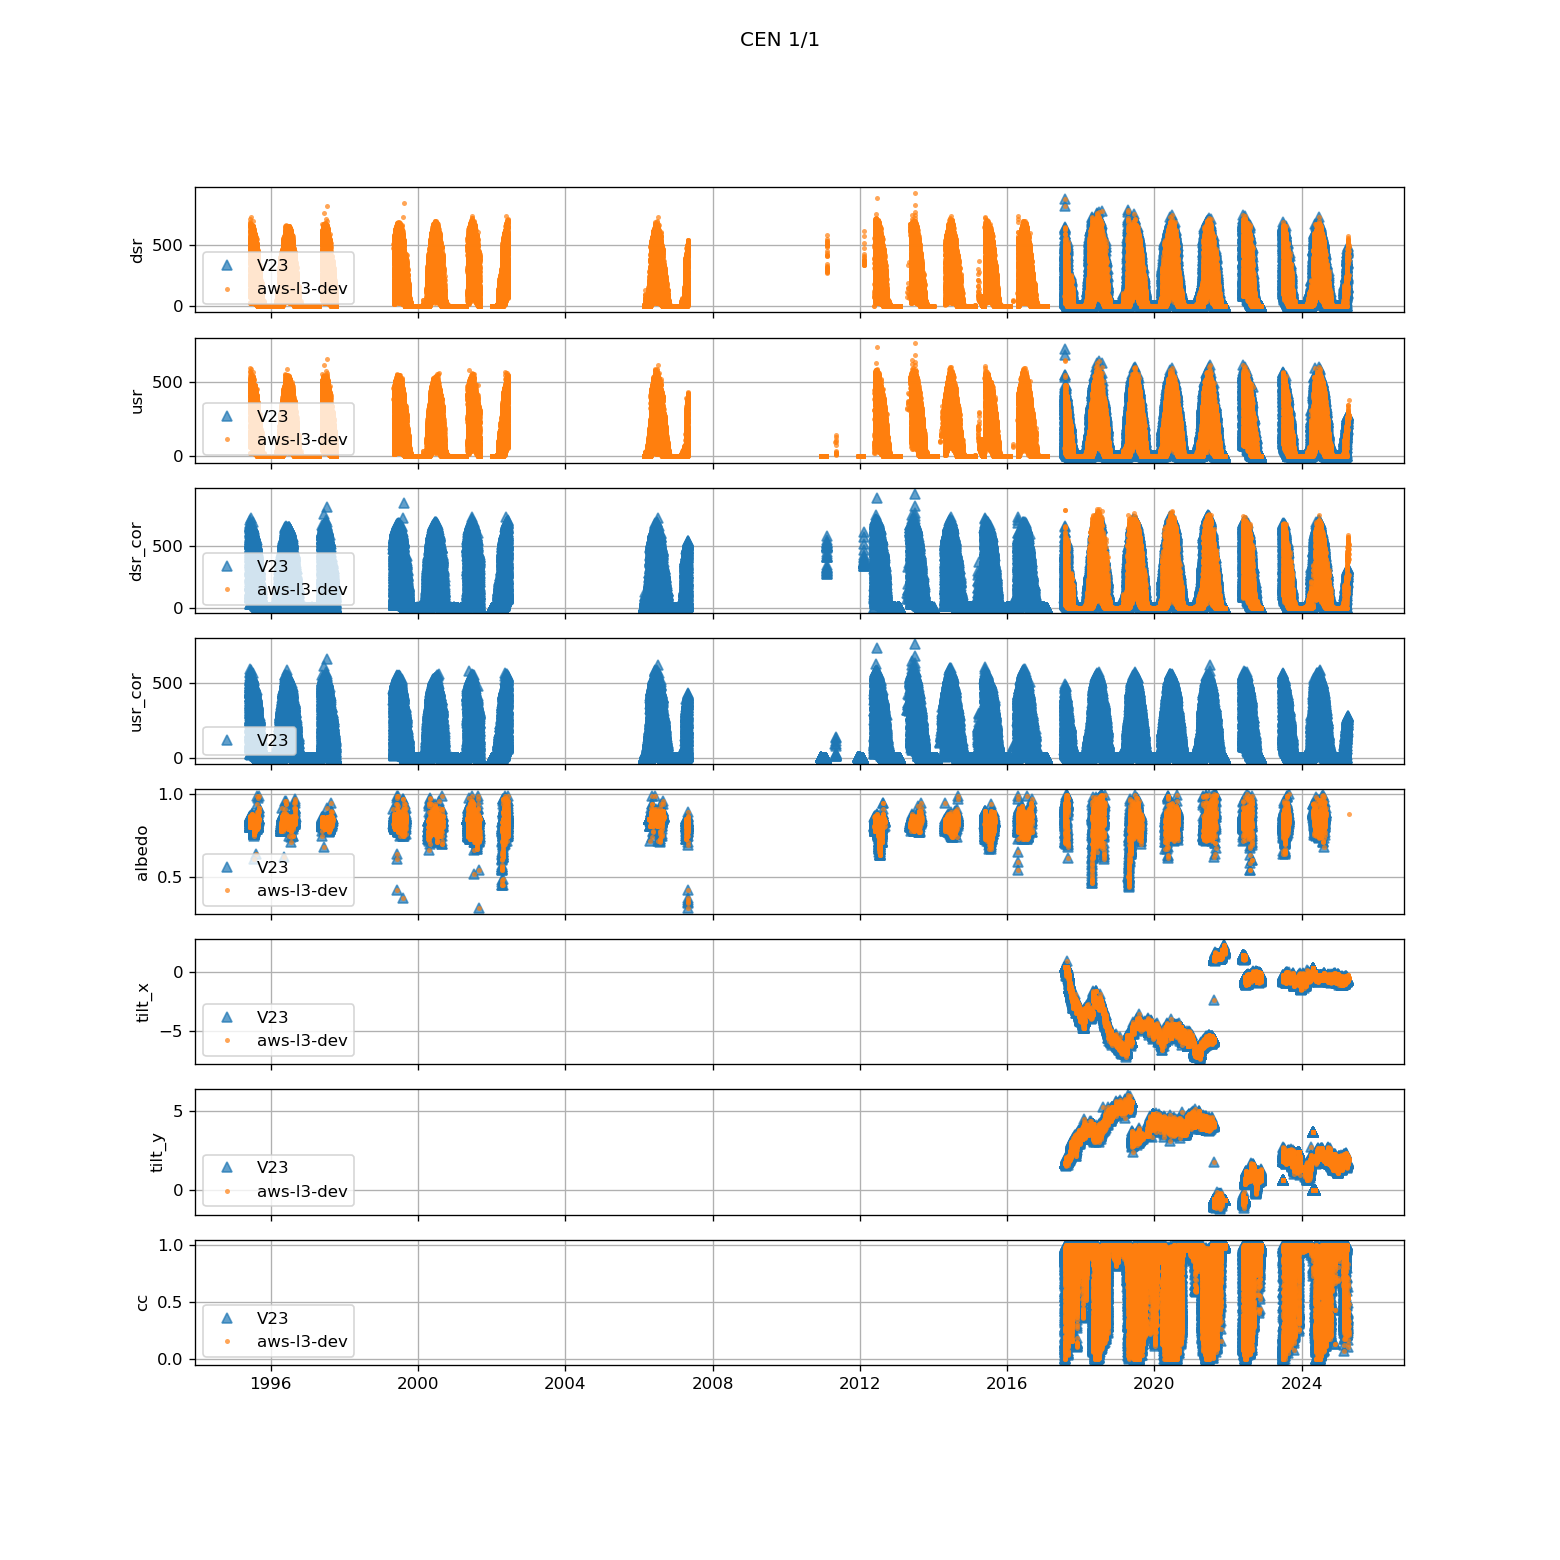 CEN 1/1
dsr
500
0
V23
aws-l3-dev
usr
500
0
V23
aws-l3-dev
dsr_cor
500
0
V23
aws-l3-dev
usr_cor
500
0
V23
albedo
1.0
0.5
V23
aws-l3-dev
tilt_x
0
−5
V23
aws-l3-dev
tilt_y
5
0
V23
aws-l3-dev
cc
1.0
0.5
0.0
V23
aws-l3-dev
1996 2000 2004 2008 2012 2016 2020 2024